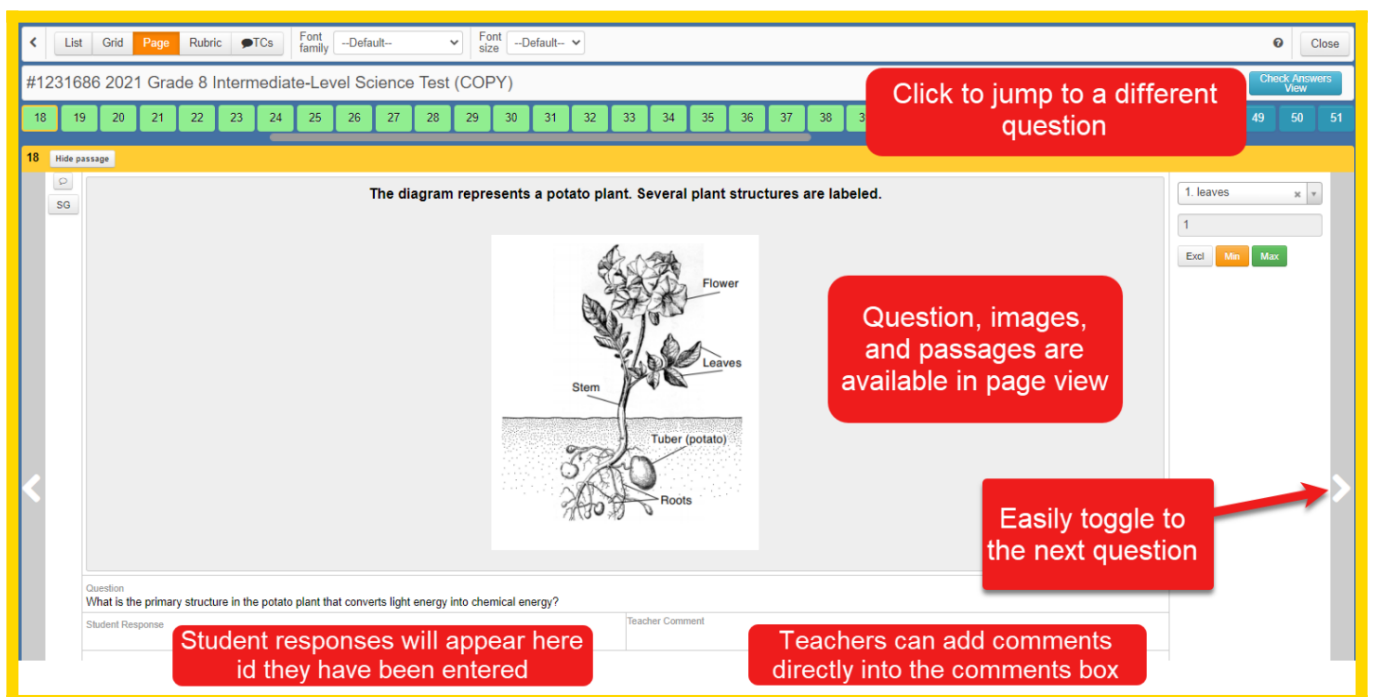 List Grid Page Rubric TCs Font family --Default-- Font size --Default-- Close
#1231686 2021 Grade 8 Intermediate-Level Science Test (COPY)
Check Answers View
18 19 20 21 22 23 24 25 26 27 28 29 30 31 32 33 34 35 36 37 38 49 50 51
Click to jump to a different
question
18 Hide passage
SG
The diagram represents a potato plant. Several plant structures are labeled.
1. leaves
1
Excl Min Max
Flower
Leaves
Stem
Tuber (potato)
Roots
Question, images,
and passages are
available in page view
Easily toggle to
the next question
Question
What is the primary structure in the potato plant that converts light energy into chemical energy?
Student Response
Teacher Comment
Student responses will appear here
id they have been entered
Teachers can add comments
directly into the comments box